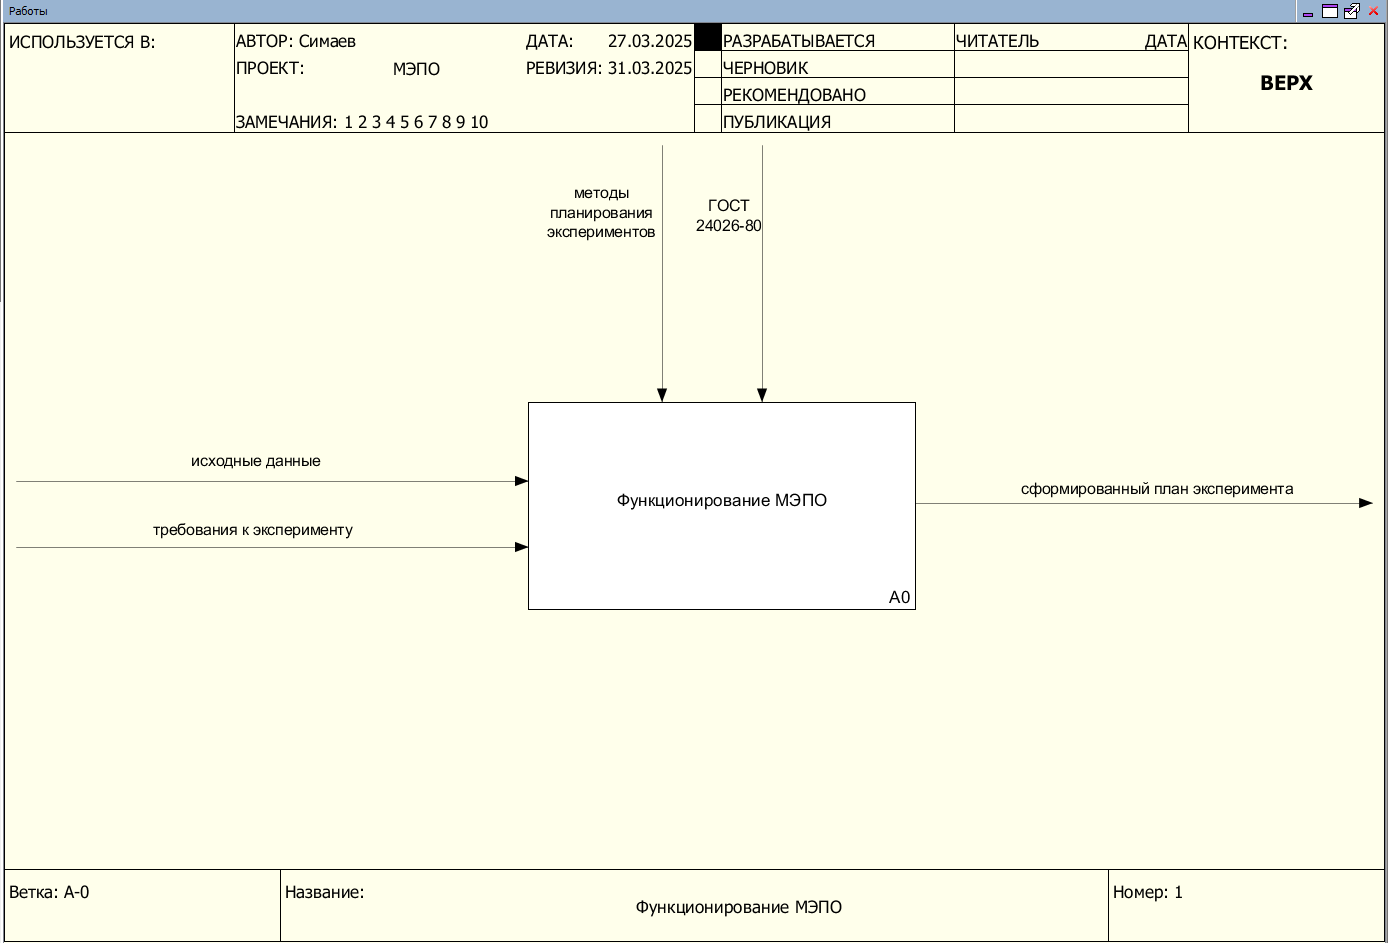 Работы
ИСПОЛЬЗУЕТСЯ В:
АВТОР: Симаев
ДАТА: 27.03.2025
ПРОЕКТ: МЭПО
РЕВИЗИЯ: 31.03.2025
ЗАМЕЧАНИЯ: 1 2 3 4 5 6 7 8 9 10
РАЗРАБАТЫВАЕТСЯ
ЧЕРНОВИК
РЕКОМЕНДОВАНО
ПУБЛИКАЦИЯ
ЧИТАТЕЛЬ ДАТА
КОНТЕКСТ:
ВЕРХ
методы
планирования
экспериментов
ГОСТ
24026-80
исходные данные
требования к эксперименту
Функционирование МЭПО
A0
сформированный план эксперимента
Ветка: A-0
Название:
Функционирование МЭПО
Номер: 1